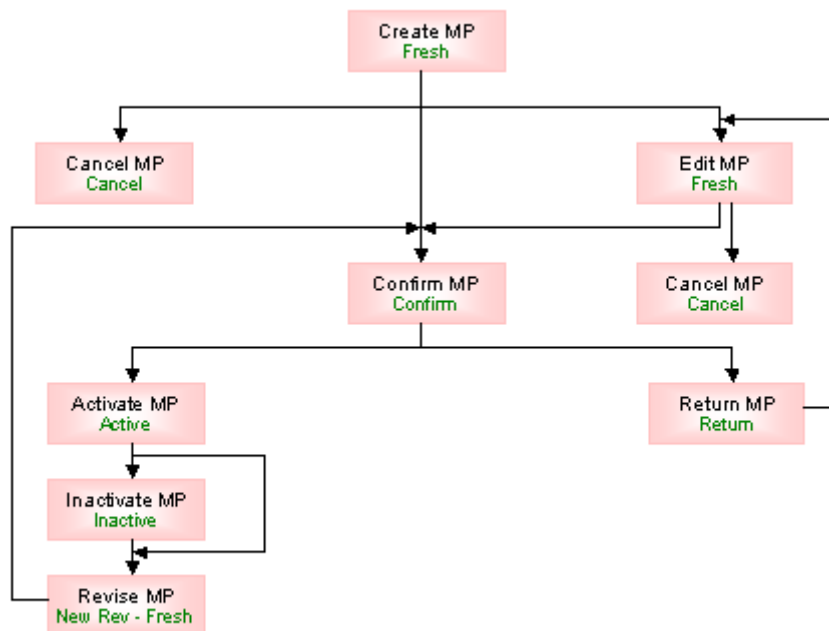 Create MP
Fresh
Cancel MP
Cancel
Edit MP
Fresh
Confirm MP
Confirm
Cancel MP
Cancel
Activate MP
Active
Return MP
Return
Inactivate MP
Inactive
Revise MP
New Rev - Fresh